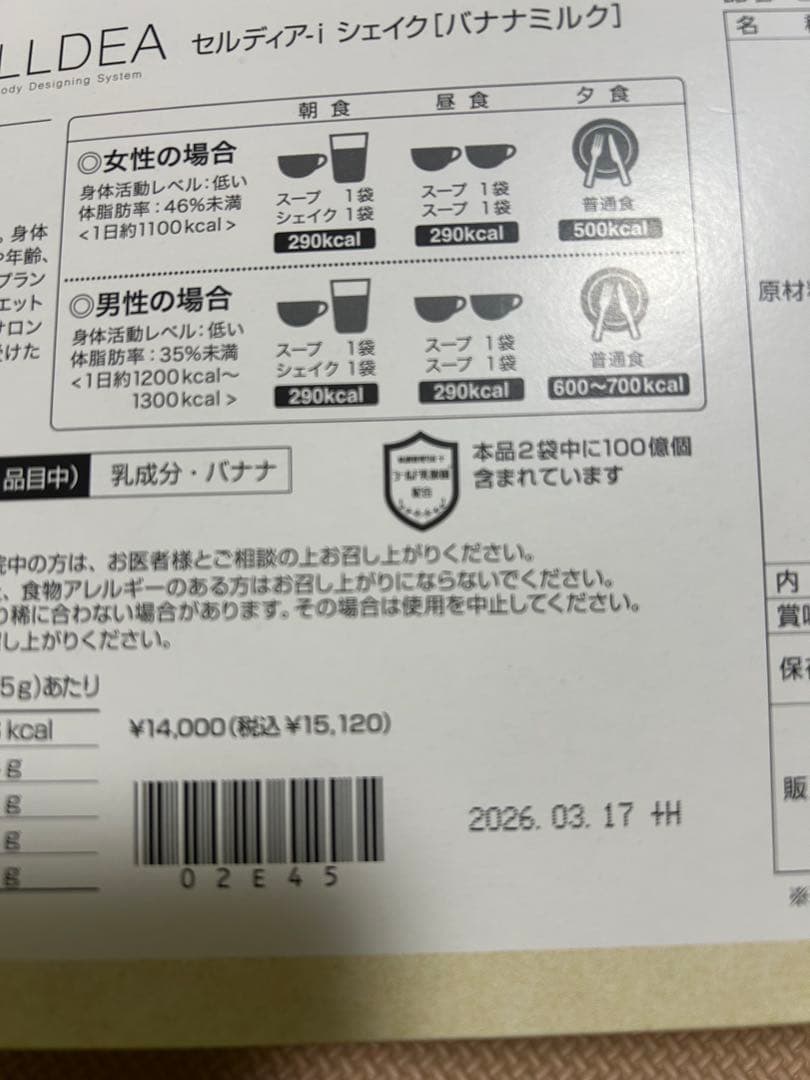 LLDEA
ody Designing System
セルディア-i シェイク[バナナミルク]
名
朝食 昼食 夕食
◎女性の場合
身体活動レベル:低い
体脂肪率:46%未満
<1日約1100kcal>
スープ 1袋
シェイク 1袋
290kcal
スープ 1袋
スープ 1袋
290kcal
普通食
500kcal
◎男性の場合
身体活動レベル:低い
体脂肪率:35%未満
<1日約1200kcal〜
1300kcal>
スープ 1袋
シェイク 1袋
290kcal
スープ 1袋
スープ 1袋
290kcal
普通食
600〜700kcal
。身体
や年齢、
プラン
エット
サロン
受けた
原材
品目中) 乳成分・バナナ
配合
本品2袋中に100億個
含まれています
院中の方は、お医者様とご相談の上お召し上がりください。
、食物アレルギーのある方はお召し上がりにならないでください。
り稀に合わない場合があります。その場合は使用を中止してください。
し上がりください。
内
賞味
保存
販
5g)あたり
kcal
g
g
g
g
¥14,000(税込¥15,120)
02E45
2026.03.17 +H
※